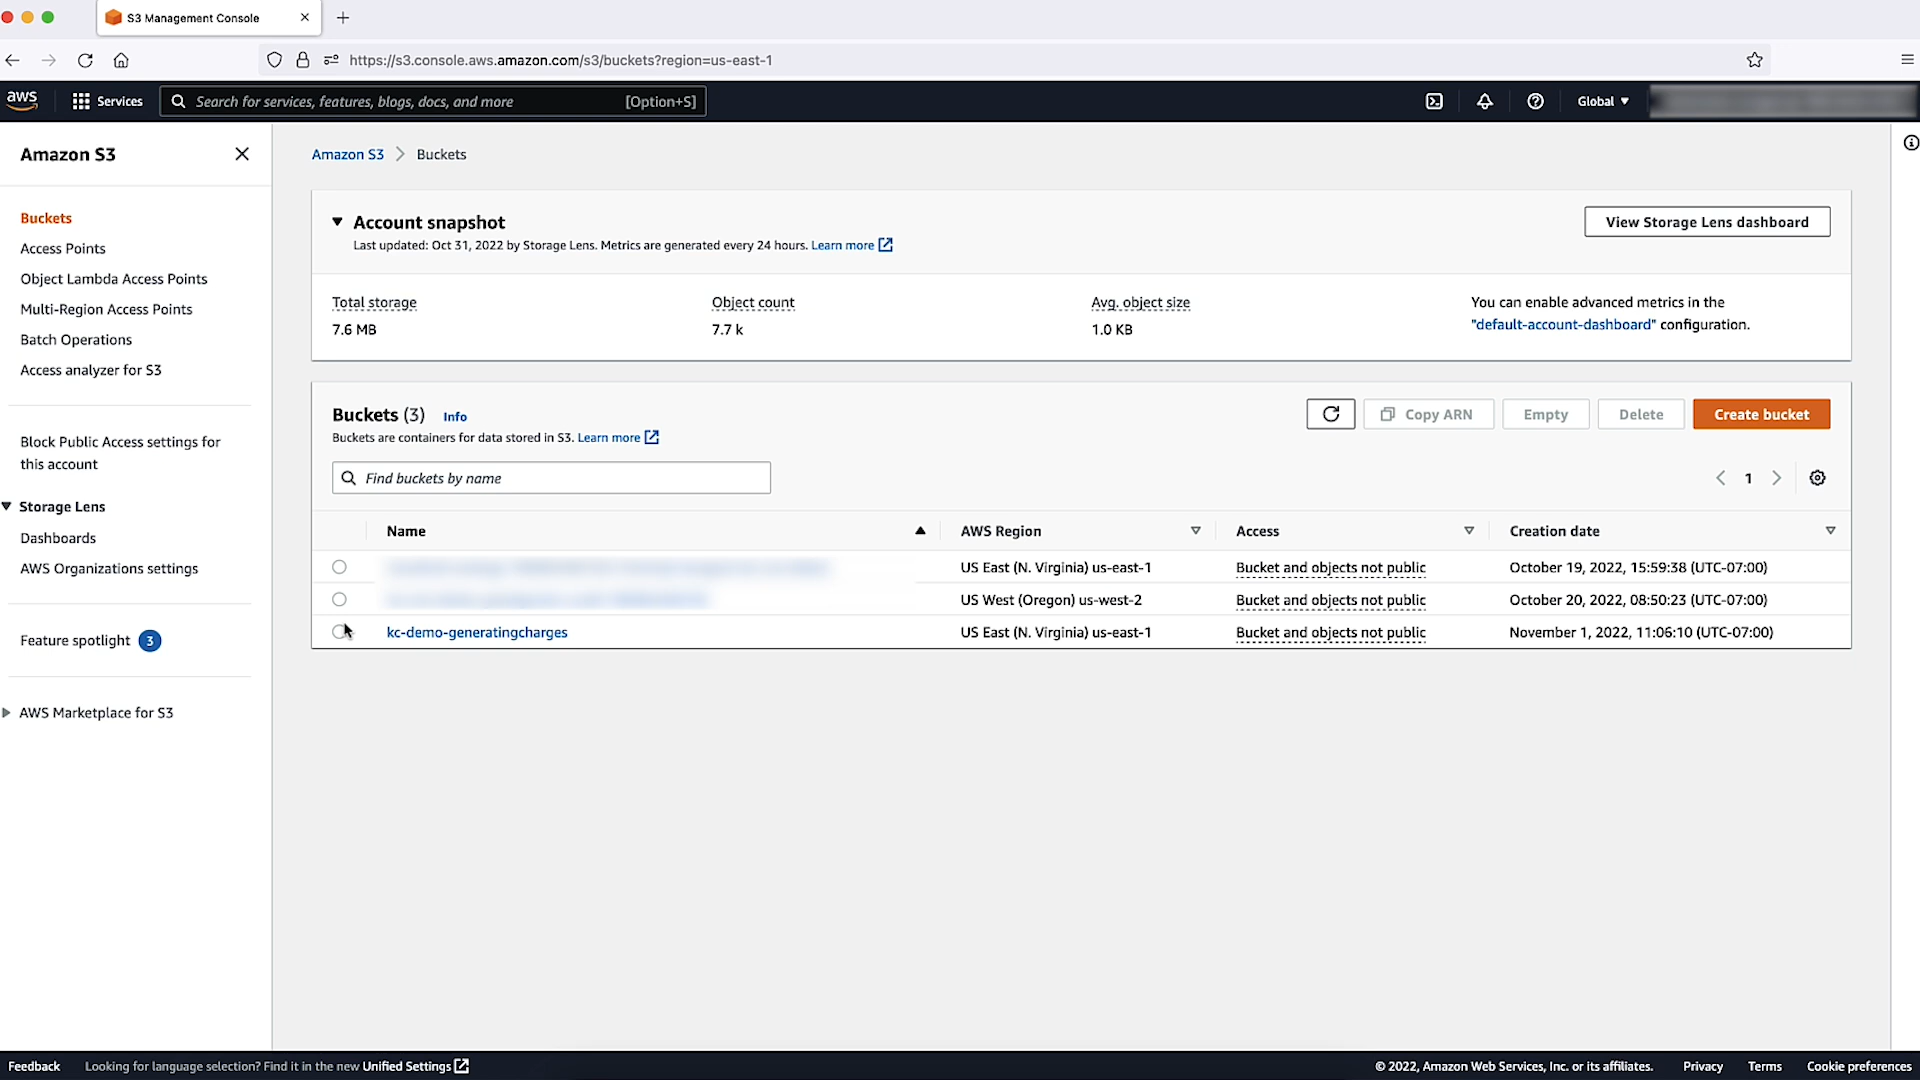 S3 Management Console
https://s3.console.aws.amazon.com/s3/buckets?region=us-east-1
aws
Services
Search for services, features, blogs, docs, and more
[Option+S]
Global
Amazon S3
Buckets
Access Points
Object Lambda Access Points
Multi-Region Access Points
Batch Operations
Access analyzer for S3
Block Public Access settings for
this account
Storage Lens
Dashboards
AWS Organizations settings
Feature spotlight 3
AWS Marketplace for S3
Amazon S3 > Buckets
Account snapshot
Last updated: Oct 31, 2022 by Storage Lens. Metrics are generated every 24 hours. Learn more
View Storage Lens dashboard
Total storage
7.6 MB
Object count
7.7 k
Avg. object size
1.0 KB
You can enable advanced metrics in the
"default-account-dashboard" configuration.
Buckets (3) Info
Buckets are containers for data stored in S3. Learn more
Copy ARN
Empty
Delete
Create bucket
Find buckets by name
1
Name AWS Region Access Creation date
US East (N. Virginia) us-east-1 Bucket and objects not public October 19, 2022, 15:59:38 (UTC-07:00)
US West (Oregon) us-west-2 Bucket and objects not public October 20, 2022, 08:50:23 (UTC-07:00)
kc-demo-generatingcharges US East (N. Virginia) us-east-1 Bucket and objects not public November 1, 2022, 11:06:10 (UTC-07:00)
Feedback Looking for language selection? Find it in the new Unified Settings © 2022, Amazon Web Services, Inc. or its affiliates. Privacy Terms Cookie preferences